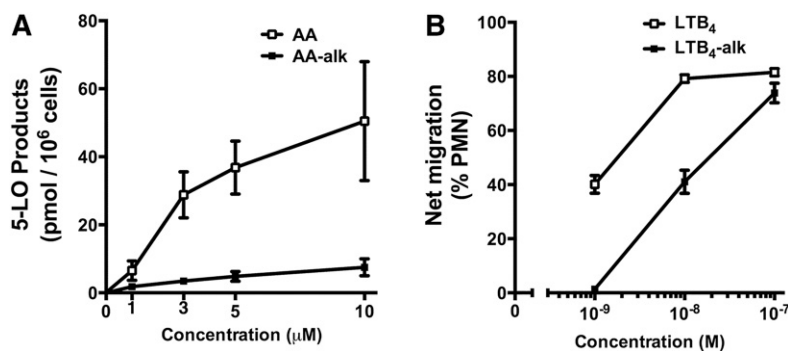 A
5-LO Products
(pmol / 10⁶ cells)
80
60
40
20
0
AA
AA-alk
1
3
5
10
Concentration (μM)
B
Net migration
(% PMN)
100
80
60
40
20
0
LTB₄
LTB₄-alk
0
10⁻⁹
10⁻⁸
10⁻⁷
Concentration (M)